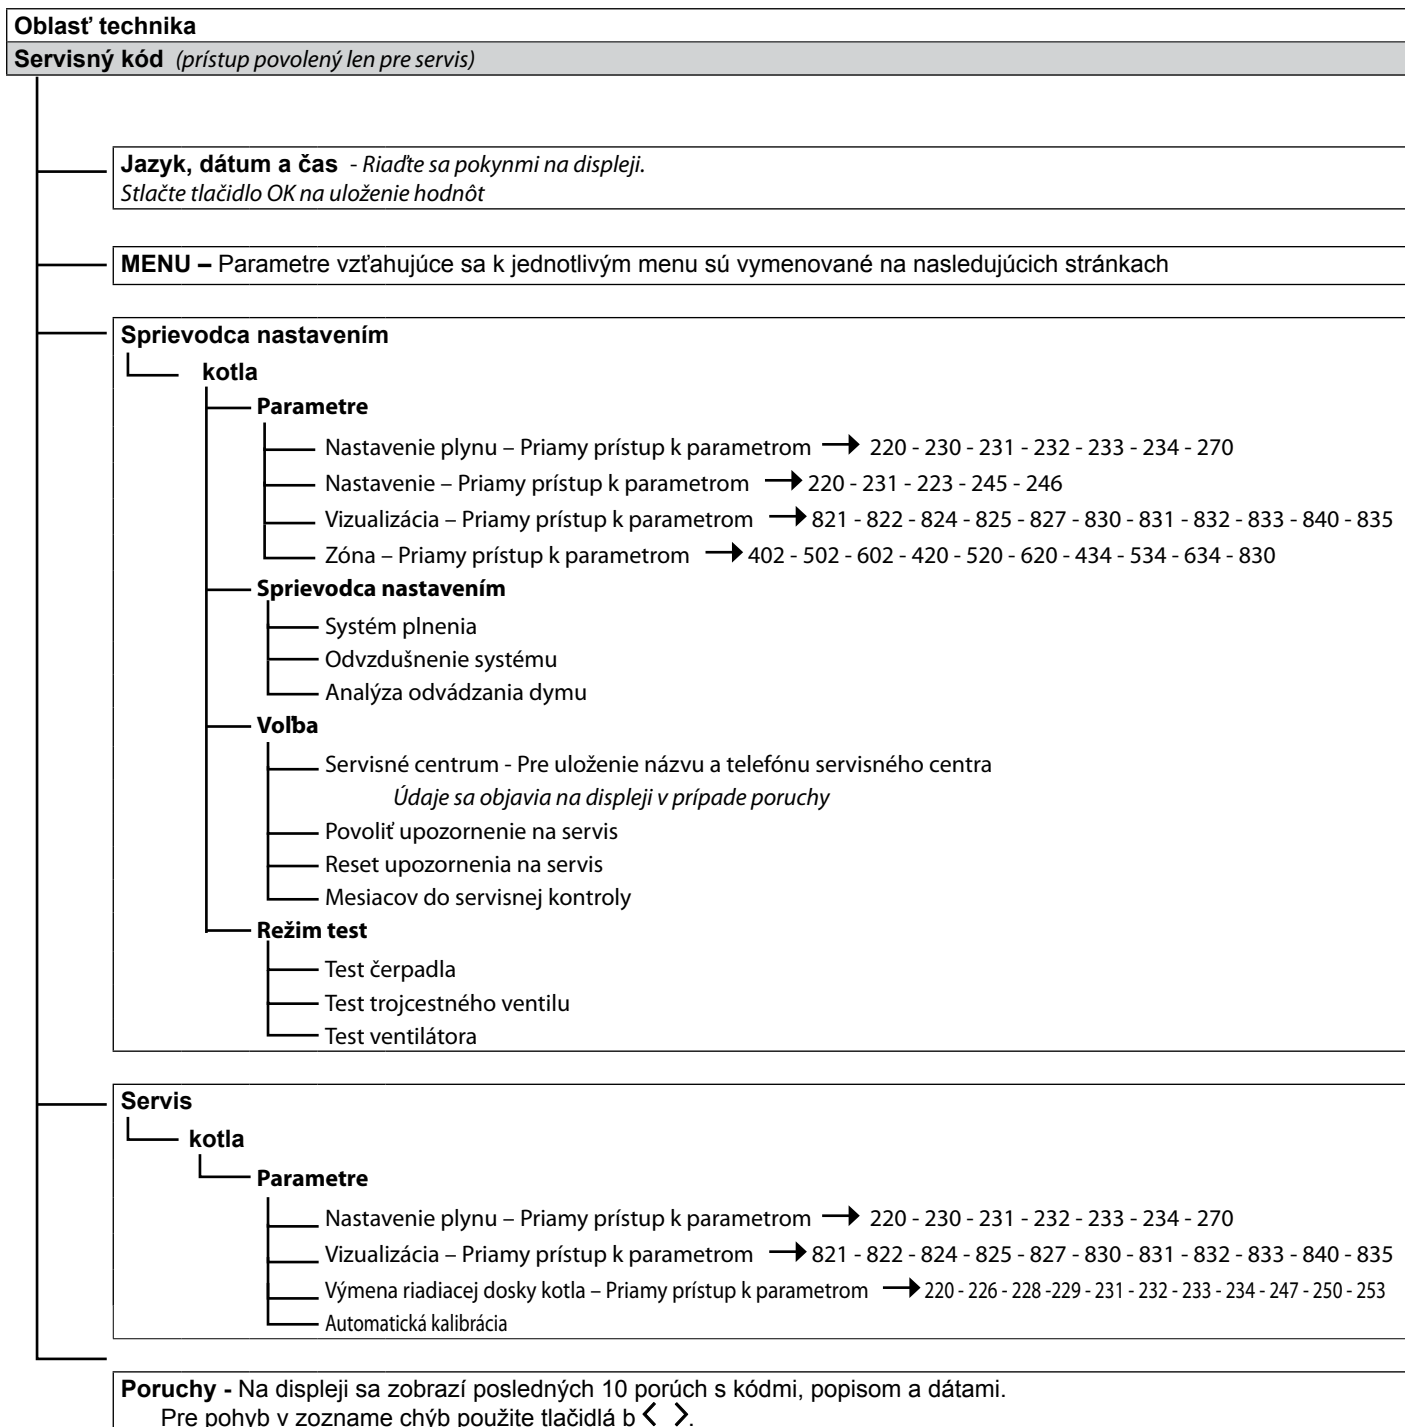 Oblasť technika
Servisný kód (prístup povolený len pre servis)
Jazyk, dátum a čas - Riaďte sa pokynmi na displeji.
Stlačte tlačidlo OK na uloženie hodnôt
MENU – Parametre vzťahujúce sa k jednotlivým menu sú vymenované na nasledujúcich stránkach
Sprievodca nastavením
kotla
Parametre
Nastavenie plynu – Priamy prístup k parametrom → 220 - 230 - 231 - 232 - 233 - 234 - 270
Nastavenie – Priamy prístup k parametrom → 220 - 231 - 223 - 245 - 246
Vizualizácia – Priamy prístup k parametrom → 821 - 822 - 824 - 825 - 827 - 830 - 831 - 832 - 833 - 840 - 835
Zóna – Priamy prístup k parametrom → 402 - 502 - 602 - 420 - 520 - 620 - 434 - 534 - 634 - 830
Sprievodca nastavením
Systém plnenia
Odvzdušnenie systému
Analýza odvádzania dymu
Voľba
Servisné centrum - Pre uloženie názvu a telefónu servisného centra
Údaje sa objavia na displeji v prípade poruchy
Povoliť upozornenie na servis
Reset upozornenia na servis
Mesiacov do servisnej kontroly
Režim test
Test čerpadla
Test trojcestného ventilu
Test ventilátora
Servis
kotla
Parametre
Nastavenie plynu – Priamy prístup k parametrom → 220 - 230 - 231 - 232 - 233 - 234 - 270
Vizualizácia – Priamy prístup k parametrom → 821 - 822 - 824 - 825 - 827 - 830 - 831 - 832 - 833 - 840 - 835
Výmena riadiacej dosky kotla – Priamy prístup k parametrom → 220 - 226 - 228 -229 - 231 - 232 - 233 - 234 - 247 - 250 - 253
Automatická kalibrácia
Poruchy - Na displeji sa zobrazí posledných 10 porúch s kódmi, popisom a dátami.
Pre pohyb v zozname chýb použite tlačidlá b < >.